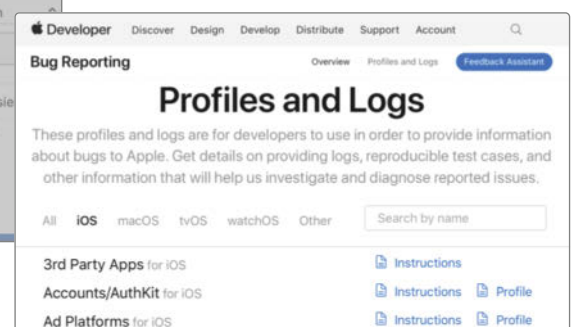 Developer Discover Design Develop Distribute Support Account
Bug Reporting Overview Profiles and Logs Feedback Assistant
Profiles and Logs
These profiles and logs are for developers to use in order to provide information
about bugs to Apple. Get details on providing logs, reproducible test cases, and
other information that will help us investigate and diagnose reported issues.
All iOS macOS tvOS watchOS Other Search by name
3rd Party Apps for iOS Instructions
Accounts/AuthKit for iOS Instructions Profile
Ad Platforms for iOS Instructions Profile